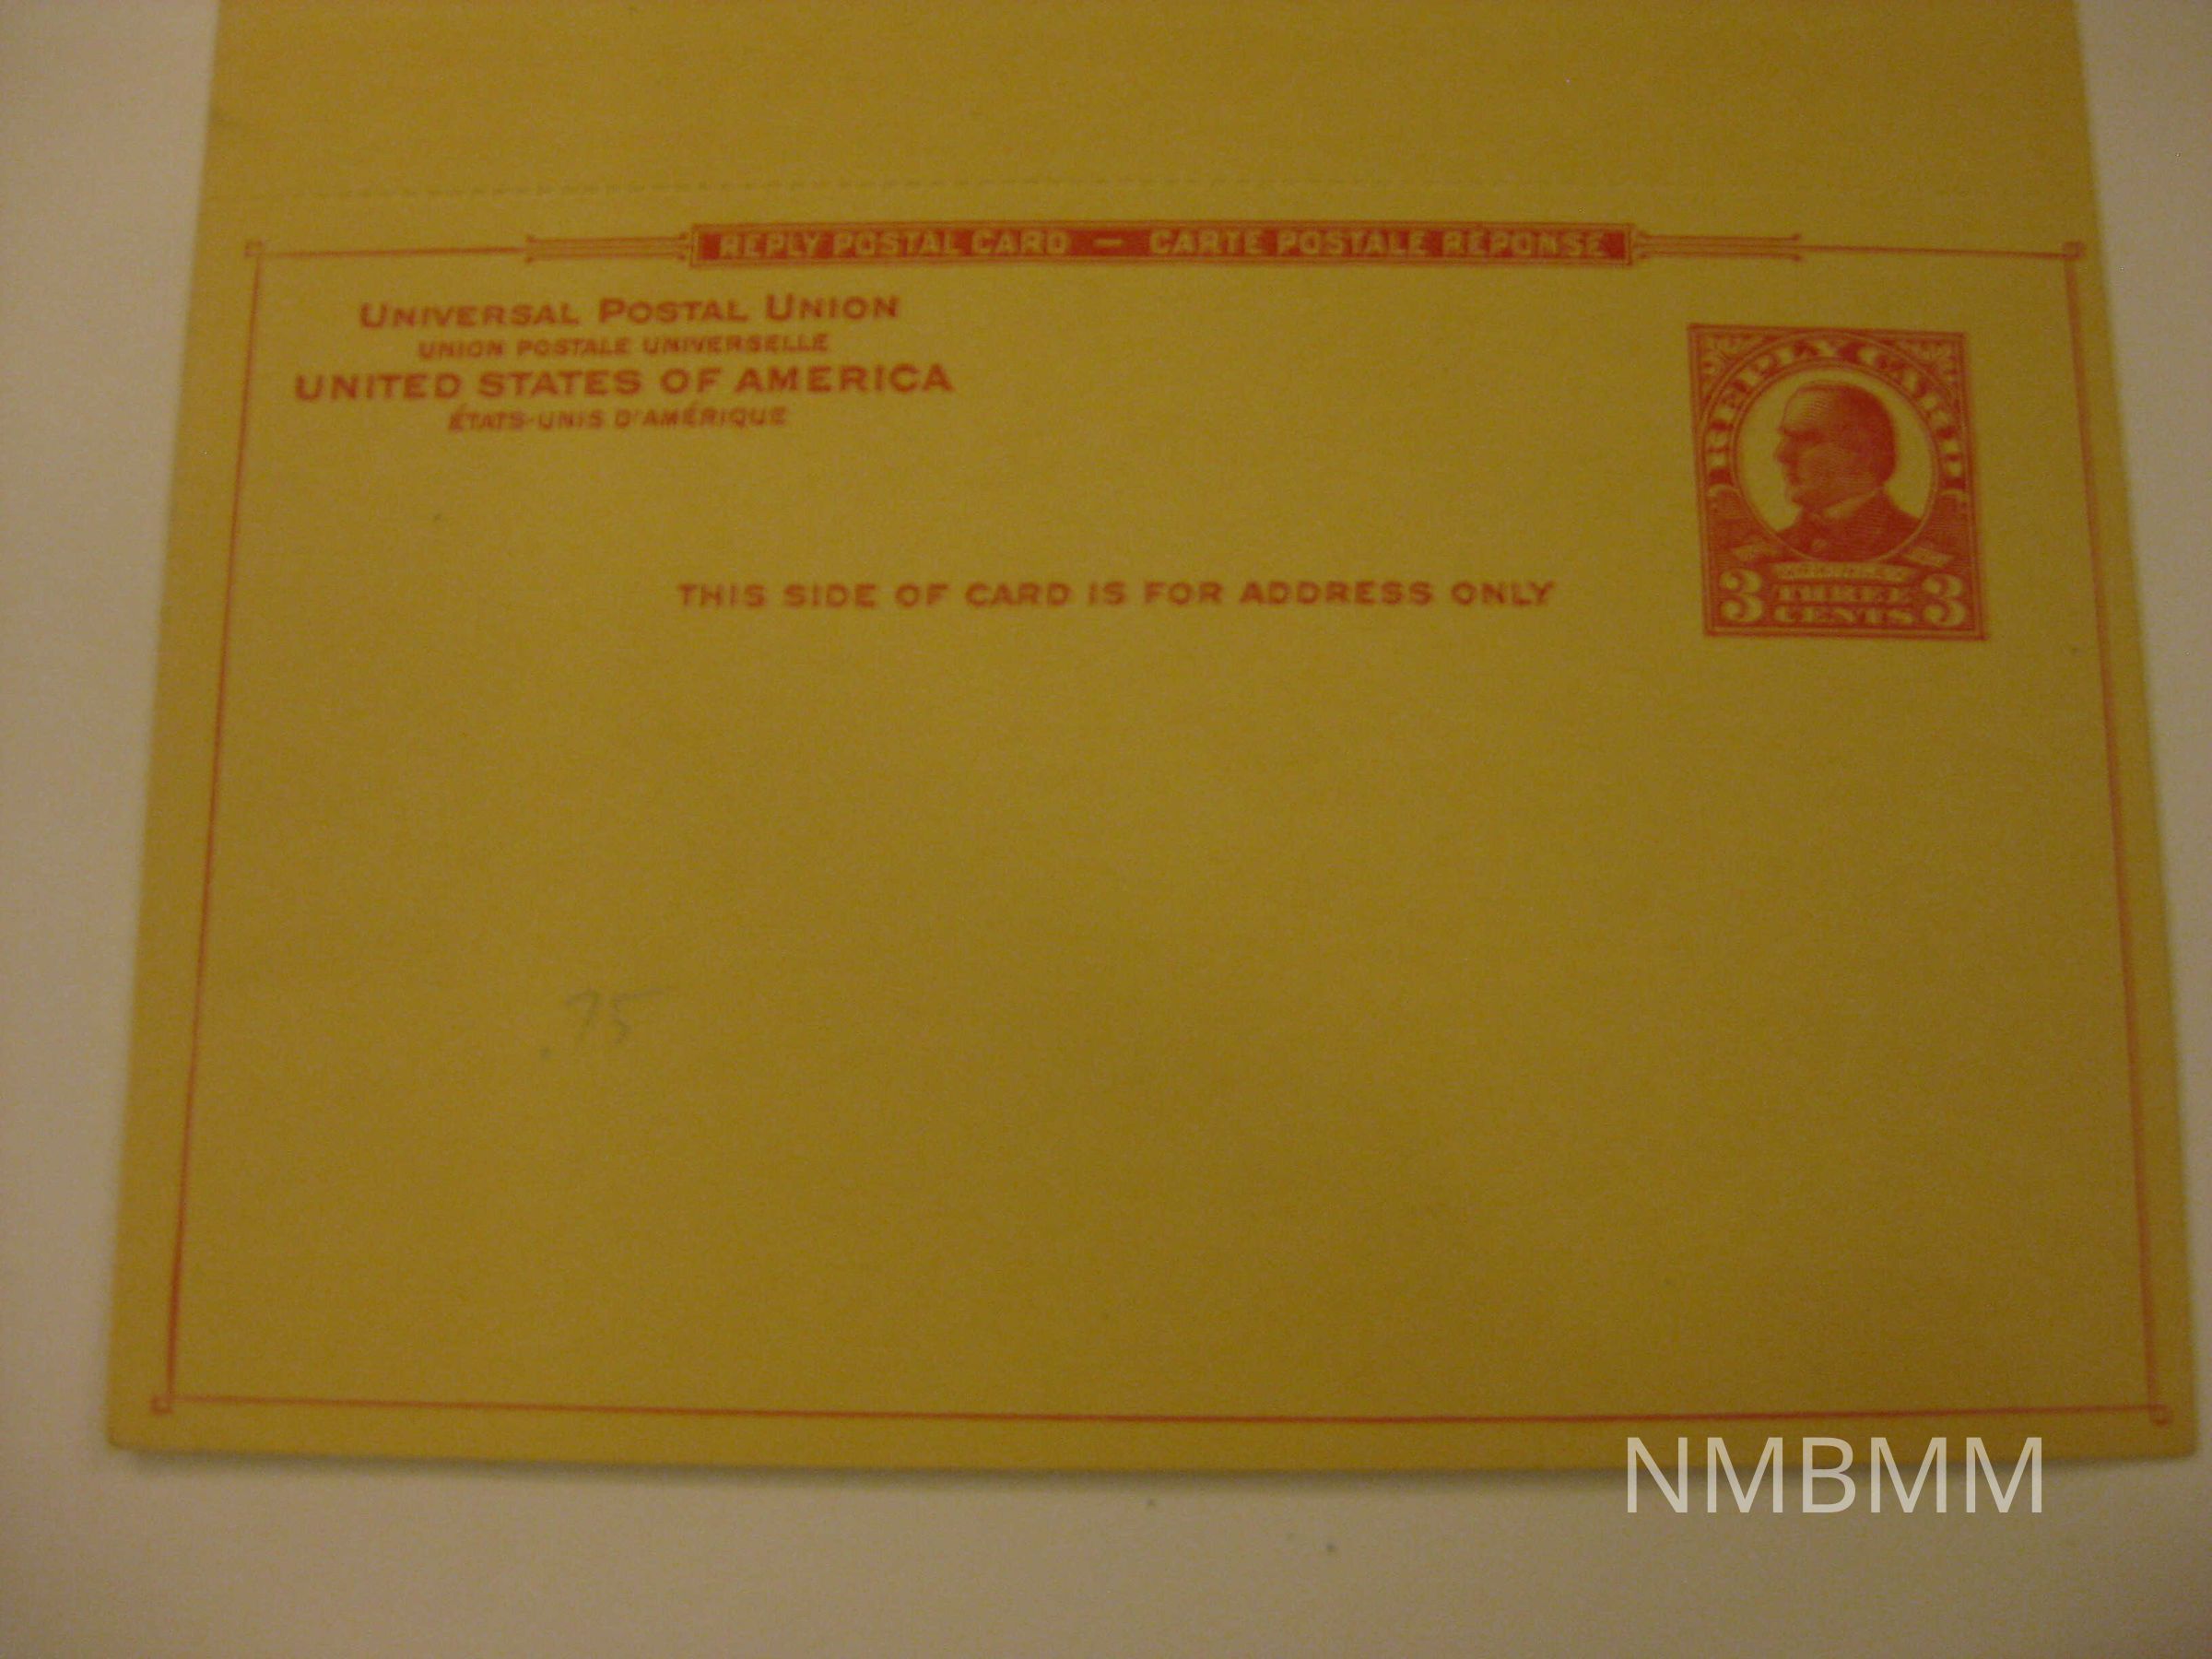 REPLY POSTAL CARD — CARTE POSTALE RÉPONSE
UNIVERSAL POSTAL UNION
UNION POSTALE UNIVERSELLE
UNITED STATES OF AMERICA
ÉTATS-UNIS D'AMÉRIQUE
REPLY CARD
McKINLEY
3 THREE CENTS 3
THIS SIDE OF CARD IS FOR ADDRESS ONLY
.75
NMBMM